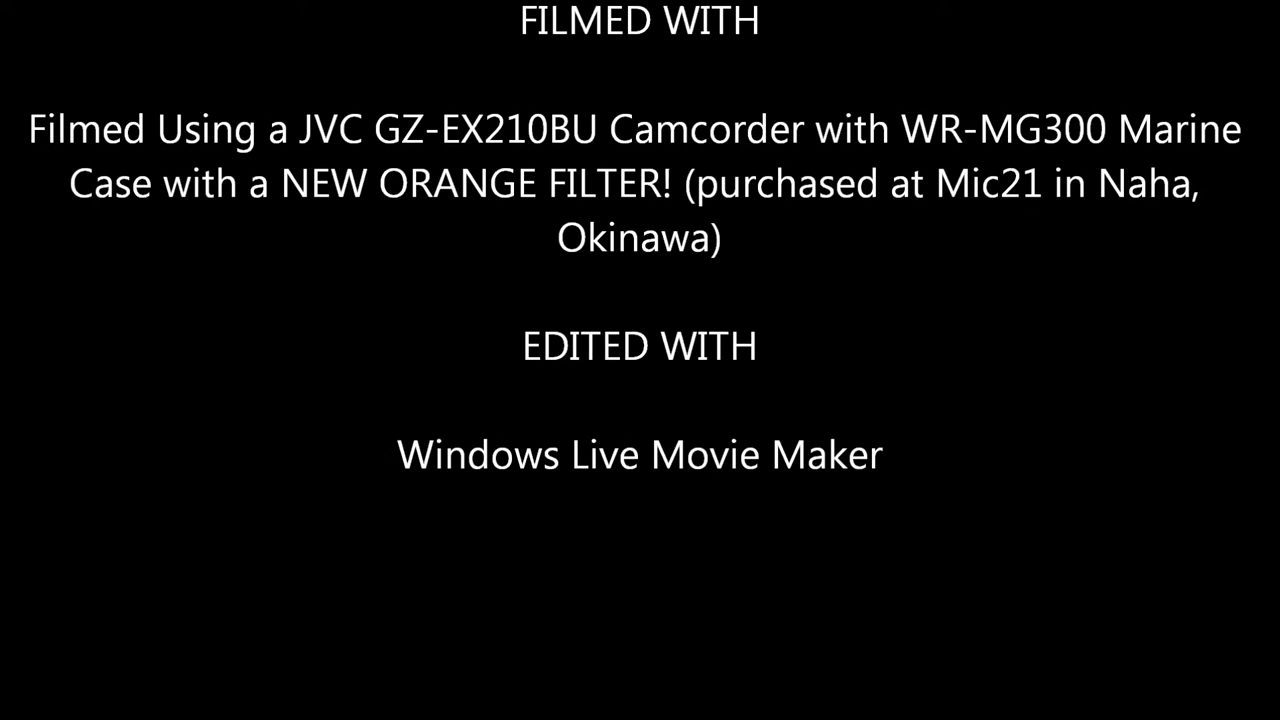 FILMED WITH
Filmed Using a JVC GZ-EX210BU Camcorder with WR-MG300 Marine
Case with a NEW ORANGE FILTER! (purchased at Mic21 in Naha,
Okinawa)
EDITED WITH
Windows Live Movie Maker